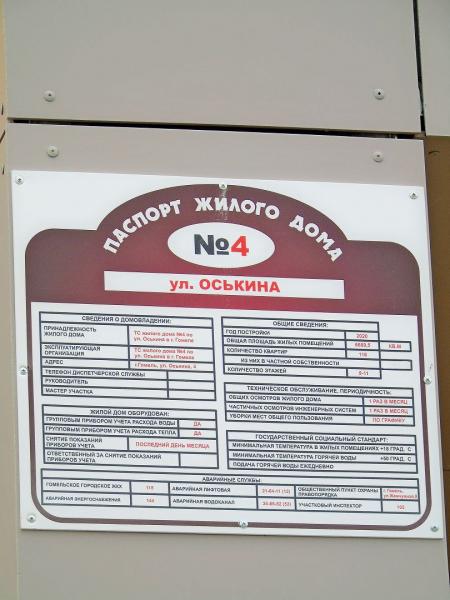 ПАСПОРТ ЖИЛОГО ДОМА
№4
ул. ОСЬКИНА
СВЕДЕНИЯ О ДОМОВЛАДЕНИИ:
ПРИНАДЛЕЖНОСТЬ ЖИЛОГО ДОМА
ТС жилого дома №4 по ул. Оськина в г. Гомеле
ЭКСПЛУАТИРУЮЩАЯ ОРГАНИЗАЦИЯ
ТС жилого дома №4 по ул. Оськина в г. Гомеле
АДРЕС
г.Гомель, ул. Оськина, 4
ТЕЛЕФОН ДИСПЕТЧЕРСКОЙ СЛУЖБЫ
РУКОВОДИТЕЛЬ
МАСТЕР УЧАСТКА
ЖИЛОЙ ДОМ ОБОРУДОВАН:
ГРУППОВЫМ ПРИБОРОМ УЧЕТА РАСХОДА ВОДЫ ДА
ГРУППОВЫМ ПРИБОРОМ УЧЕТА РАСХОДА ТЕПЛА ДА
СНЯТИЕ ПОКАЗАНИЙ ПРИБОРОВ УЧЕТА
ПОСЛЕДНИЙ ДЕНЬ МЕСЯЦА
ОТВЕТСТВЕННЫЙ ЗА СНЯТИЕ ПОКАЗАНИЙ ПРИБОРОВ УЧЕТА
ОБЩИЕ СВЕДЕНИЯ:
ГОД ПОСТРОЙКИ 2020
ОБЩАЯ ПЛОЩАДЬ ЖИЛЫХ ПОМЕЩЕНИЙ КВ.М
КОЛИЧЕСТВО КВАРТИР 118
ИЗ НИХ В ЧАСТНОЙ СОБСТВЕННОСТИ
КОЛИЧЕСТВО ЭТАЖЕЙ
ТЕХНИЧЕСКОЕ ОБСЛУЖИВАНИЕ, ПЕРИОДИЧНОСТЬ:
ОБЩИХ ОСМОТРОВ ЖИЛОГО ДОМА 1 РАЗ В МЕСЯЦ
ЧАСТИЧНЫХ ОСМОТРОВ ИНЖЕНЕРНЫХ СИСТЕМ 1 РАЗ В МЕСЯЦ
УБОРКИ МЕСТ ОБЩЕГО ПОЛЬЗОВАНИЯ ПО ГРАФИКУ
ГОСУДАРСТВЕННЫЙ СОЦИАЛЬНЫЙ СТАНДАРТ:
МИНИМАЛЬНАЯ ТЕМПЕРАТУРА В ЖИЛЫХ ПОМЕЩЕНИЯХ +18 ГРАД. С
МИНИМАЛЬНАЯ ТЕМПЕРАТУРА ГОРЯЧЕЙ ВОДЫ +50 ГРАД. С
ПОДАЧА ГОРЯЧЕЙ ВОДЫ ЕЖЕДНЕВНО
АВАРИЙНЫЕ СЛУЖБЫ:
ГОМЕЛЬСКОЕ ГОРОДСКОЕ ЖКХ 115
АВАРИЙНАЯ ЛИФТОВАЯ
ОБЩЕСТВЕННЫЙ ПУНКТ ОХРАНЫ ПРАВОПОРЯДКА
АВАРИЙНАЯ ЭНЕРГОСНАБЖЕНИЯ
АВАРИЙНАЯ ВОДОКАНАЛ
УЧАСТКОВЫЙ ИНСПЕКТОР 102